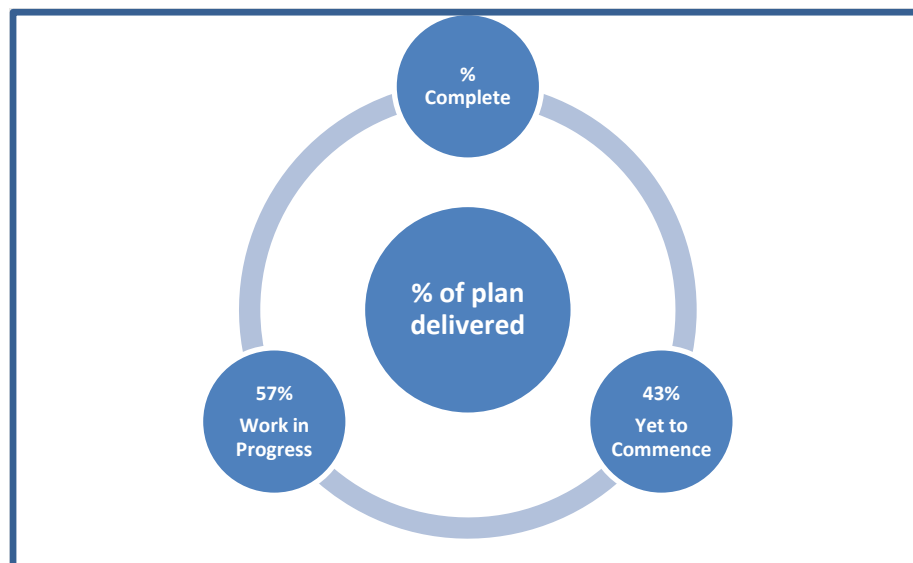 %
Complete
% of plan
delivered
57%
Work in
Progress
43%
Yet to
Commence